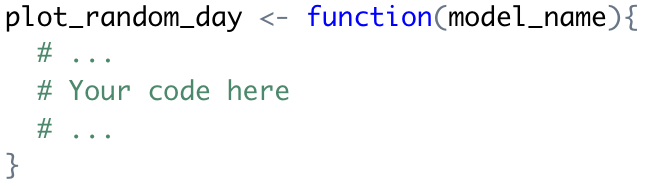 plot_random_day <- function(model_name){
  # ...
  # Your code here
  # ...
}